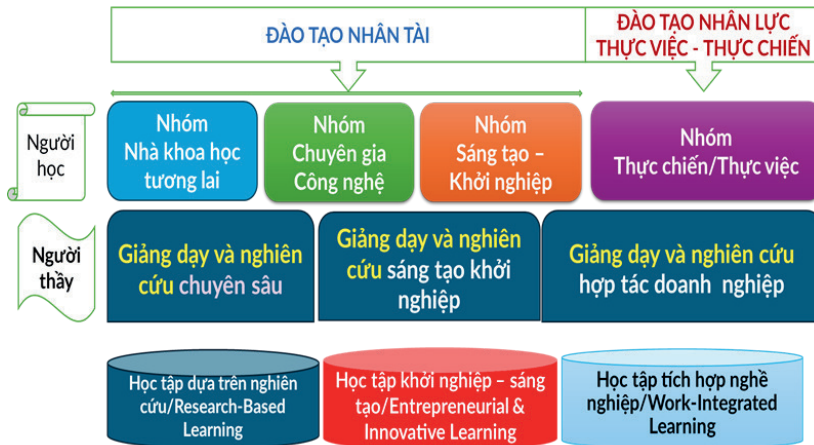 ĐÀO TẠO NHÂN TÀI
ĐÀO TẠO NHÂN LỰC
THỰC VIỆC - THỰC CHIẾN
Người
học
Nhóm
Nhà khoa học
tương lai
Nhóm
Chuyên gia
Công nghệ
Nhóm
Sáng tạo –
Khởi nghiệp
Nhóm
Thực chiến/Thực việc
Người
thầy
Giảng dạy và nghiên
cứu chuyên sâu
Giảng dạy và nghiên
cứu sáng tạo khởi
nghiệp
Giảng dạy và nghiên cứu
hợp tác doanh nghiệp
Học tập dựa trên nghiên
cứu/Research-Based
Learning
Học tập khởi nghiệp – sáng
tạo/Entrepreneurial &
Innovative Learning
Học tập tích hợp nghề
nghiệp/Work-Integrated
Learning